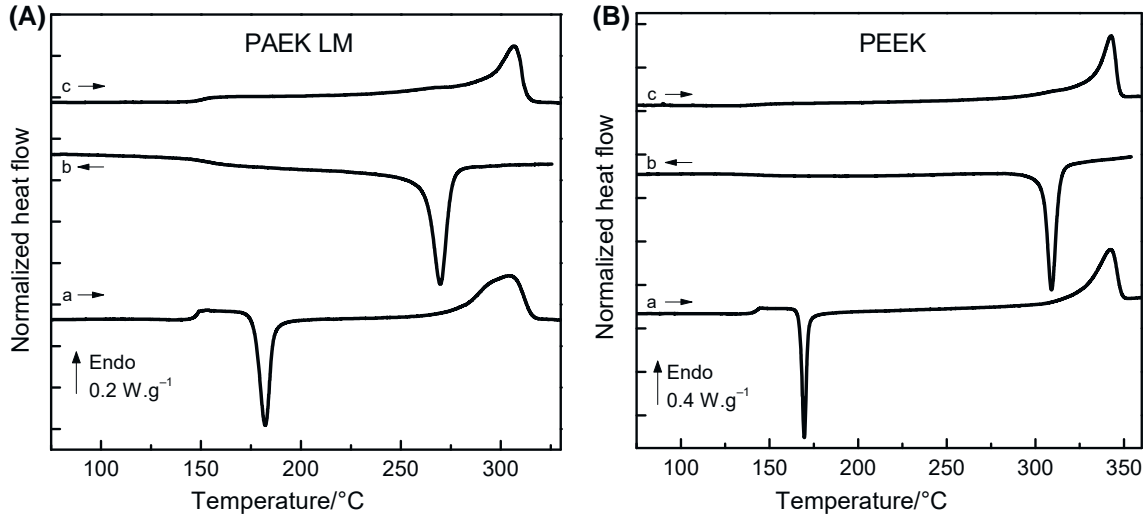 (A)
PAEK LM
c →
b ←
a →
↑ Endo
0.2 W.g⁻¹
Normalized heat flow
100 150 200 250 300
Temperature/°C
(B)
PEEK
c →
b ←
a →
↑ Endo
0.4 W.g⁻¹
Normalized heat flow
100 150 200 250 300 350
Temperature/°C